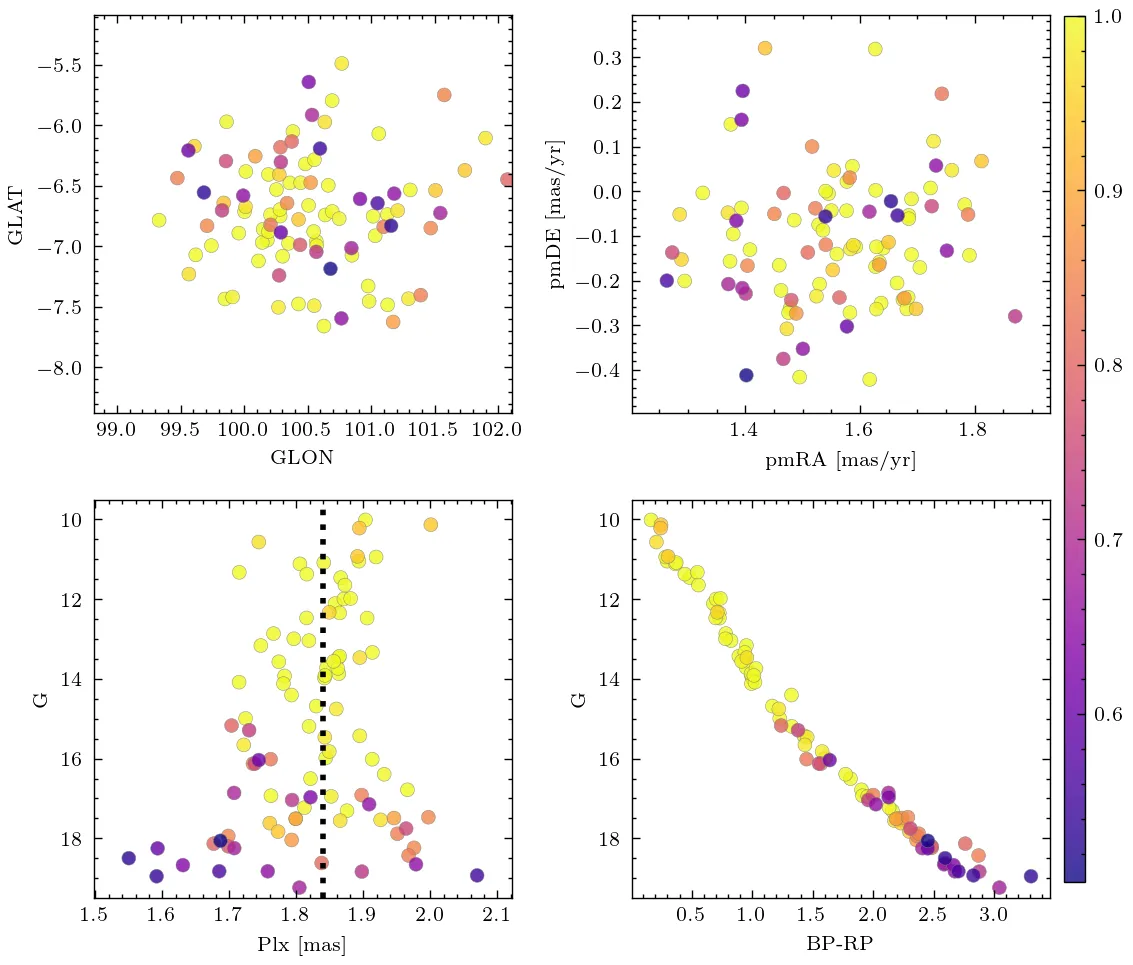 −5.5
−6.0
−6.5
−7.0
−7.5
−8.0
GLAT
99.0 99.5 100.0 100.5 101.0 101.5 102.0
GLON
0.3
0.2
0.1
0.0
−0.1
−0.2
−0.3
−0.4
pmDE [mas/yr]
1.4 1.6 1.8
pmRA [mas/yr]
10
12
14
16
18
G
1.5 1.6 1.7 1.8 1.9 2.0 2.1
Plx [mas]
10
12
14
16
18
G
0.5 1.0 1.5 2.0 2.5 3.0
BP-RP
1.0
0.9
0.8
0.7
0.6